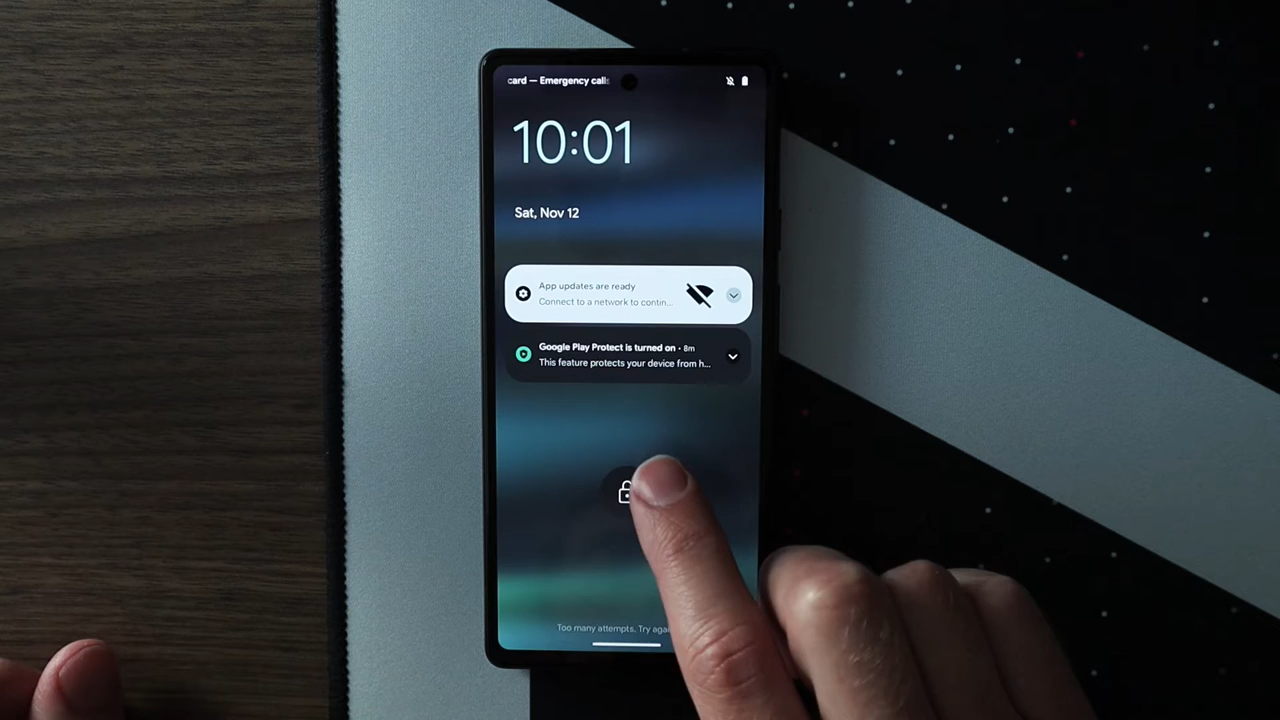 card — Emergency calls
10:01
Sat, Nov 12
App updates are ready
Connect to a network to contin...
Google Play Protect is turned on • 8m
This feature protects your device from h...
Too many attempts. Try